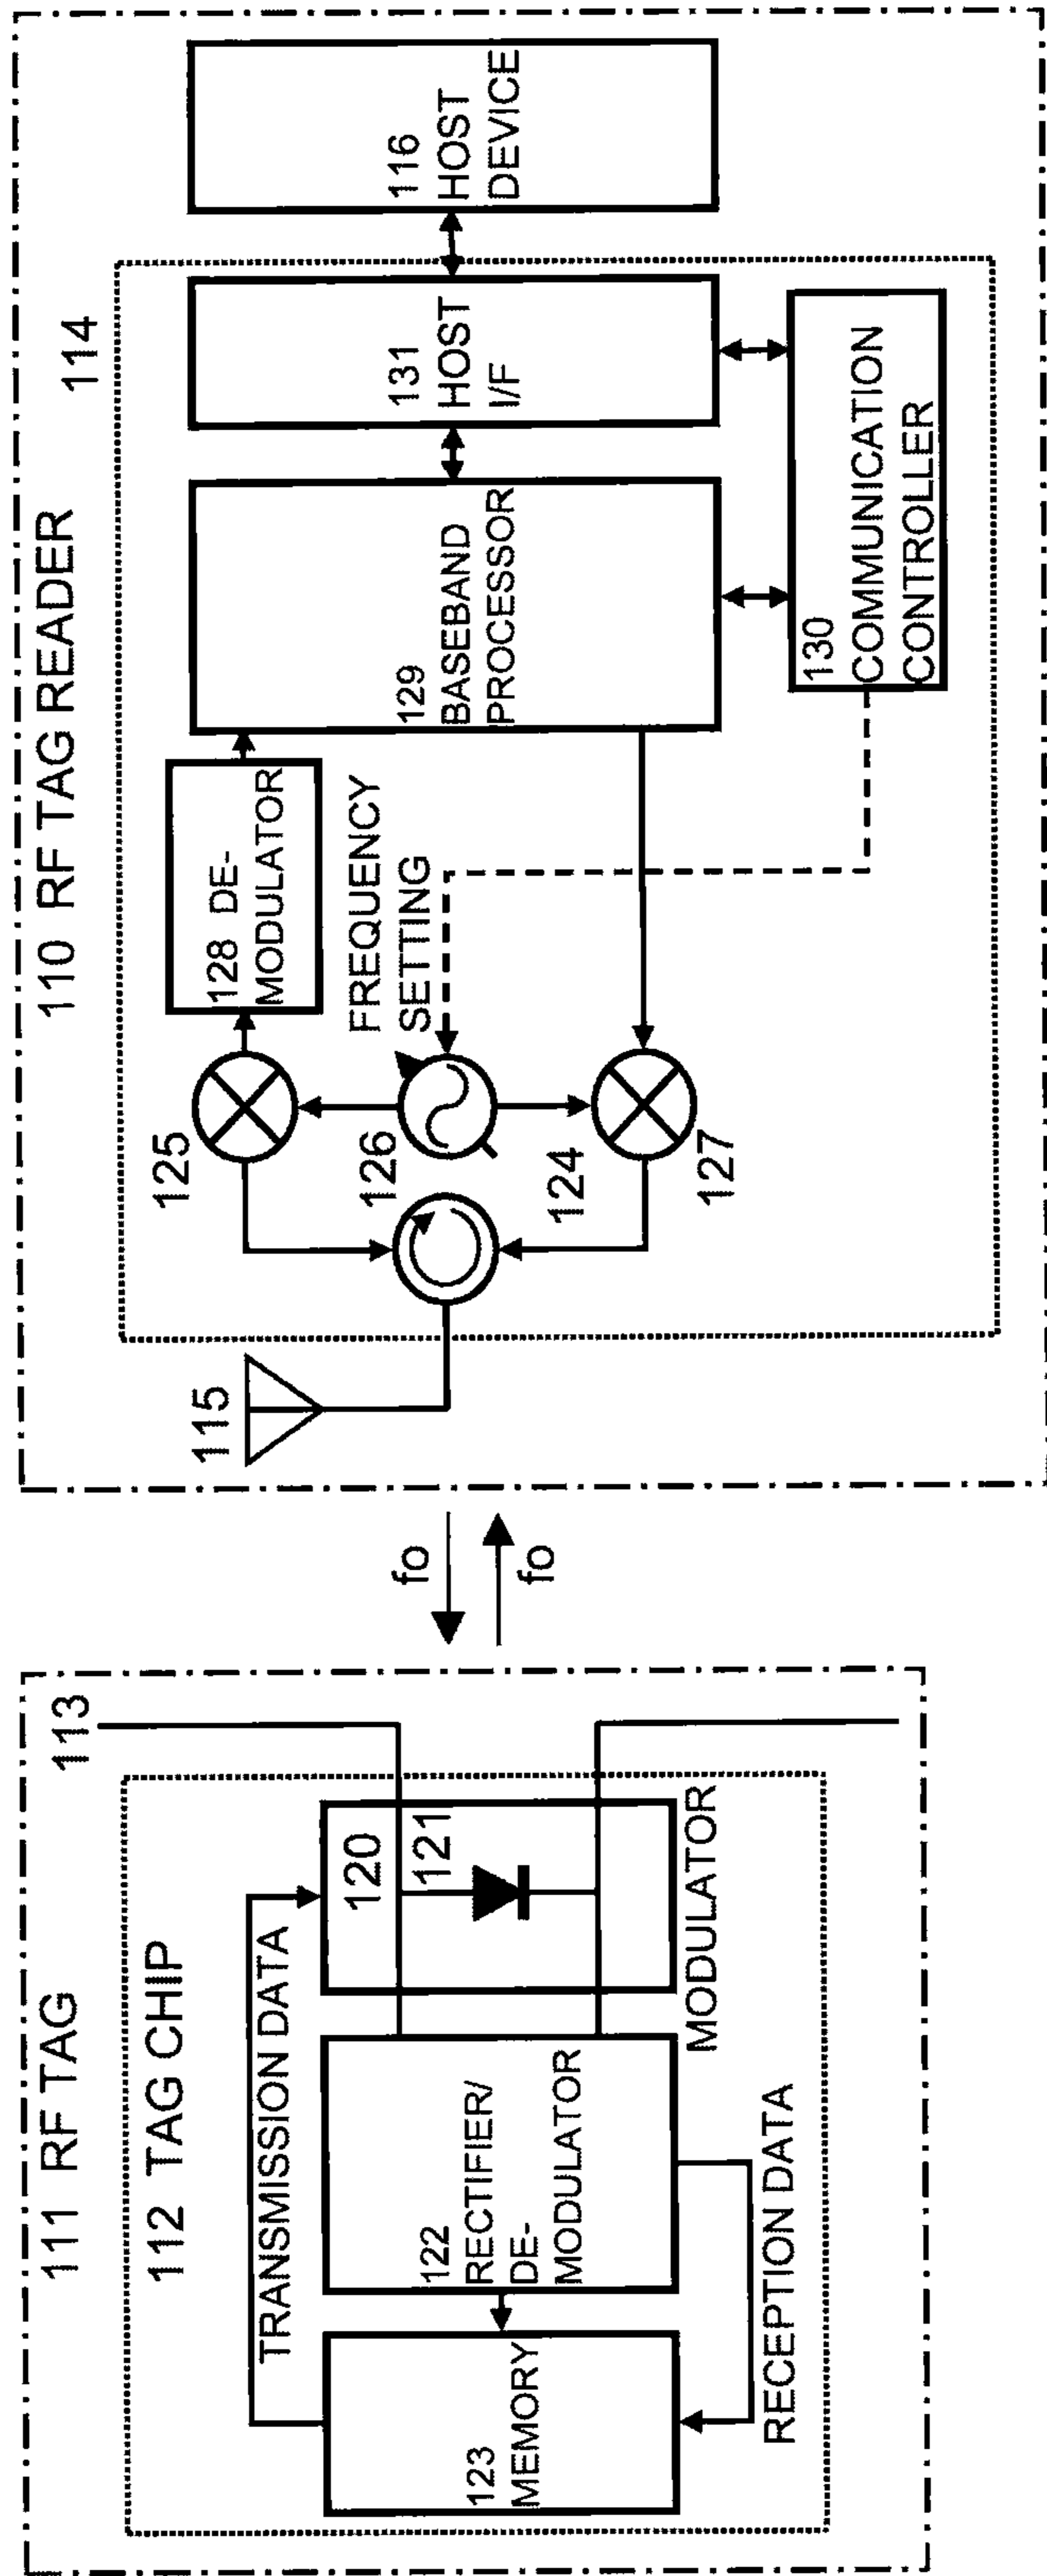 111 RF TAG
113
112 TAG CHIP
TRANSMISSION DATA
120
121
123
MEMORY
122
RECTIFIER/
DE-
MODULATOR
MODULATOR
RECEPTION DATA
fo
fo
110 RF TAG READER
114
115
125
126
124
127
128 DE-
MODULATOR
FREQUENCY
SETTING
129
BASEBAND
PROCESSOR
131
HOST
I/F
116
HOST
DEVICE
130
COMMUNICATION
CONTROLLER